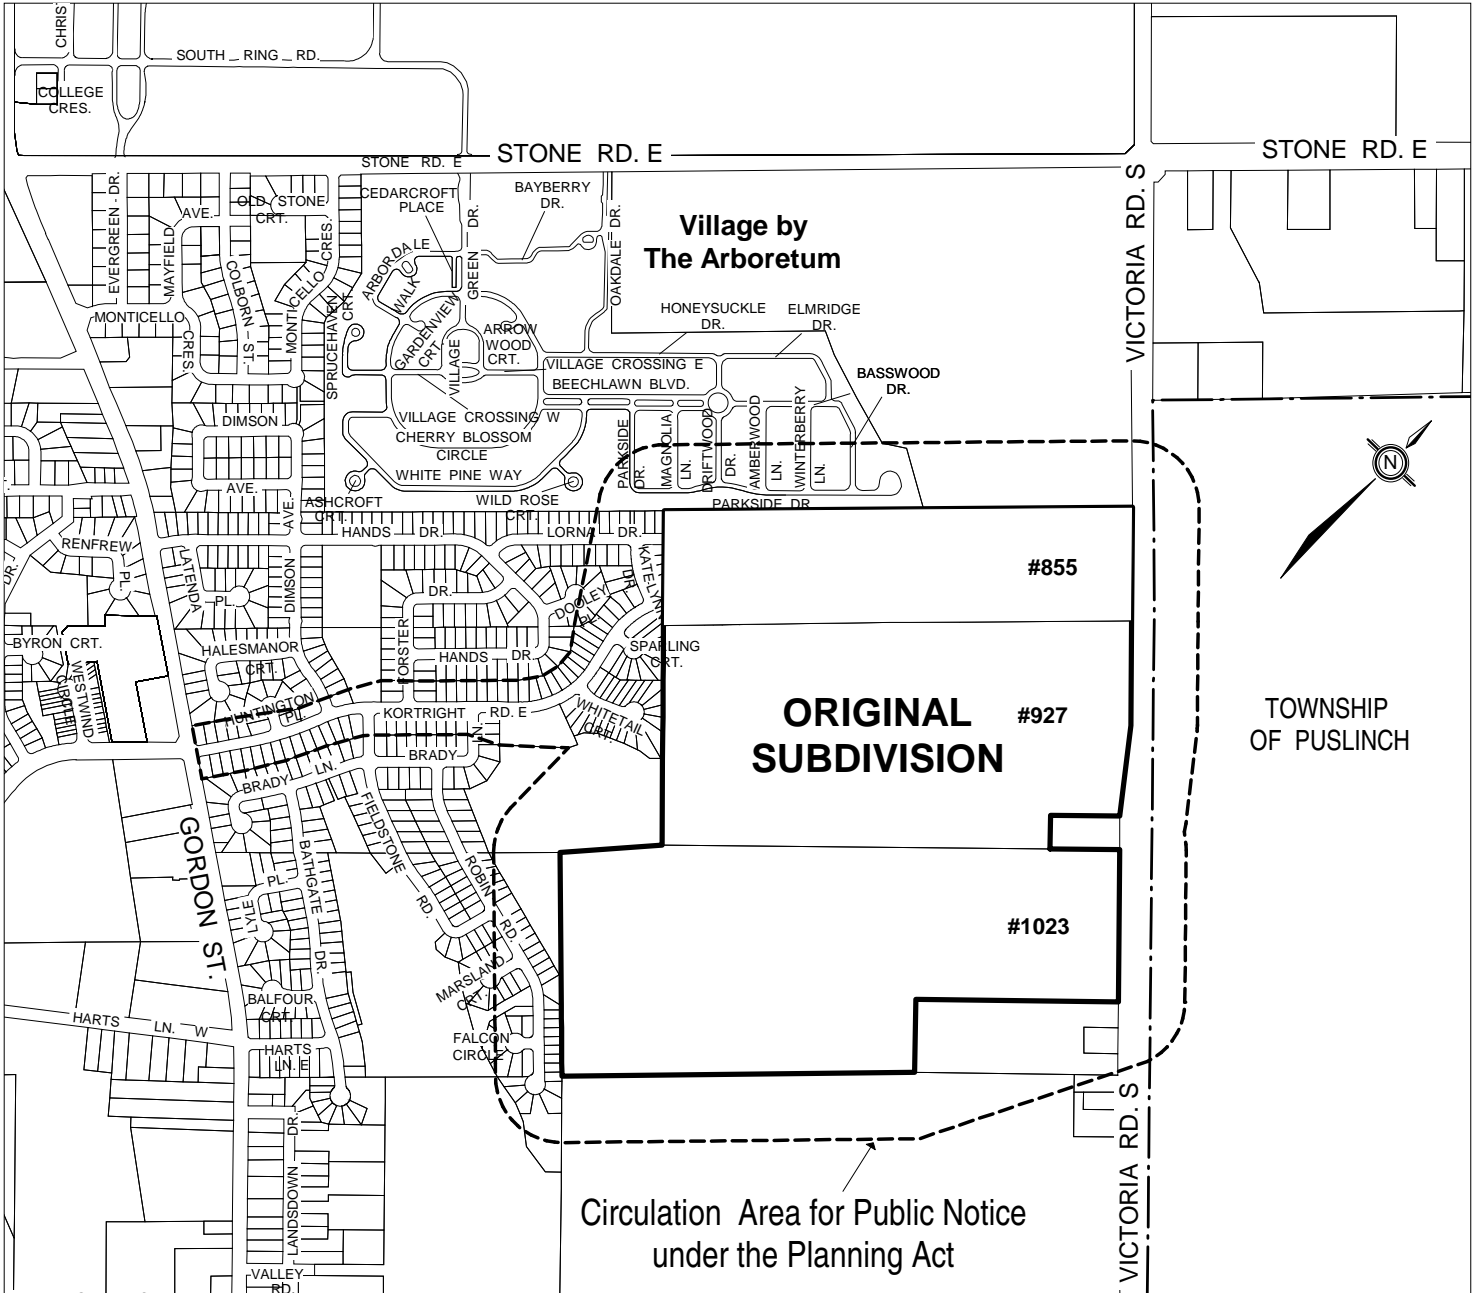 CHRIS
SOUTH RING RD.
COLLEGE
CRES.
STONE RD. E
STONE RD. E
STONE RD. E
VICTORIA RD. S
EVERGREEN DR.
MAYFIELD
AVE.
OLD STONE
CRT.
COLBORN ST.
MONTICELLO CRES.
MONTICELLO
CRES.
CEDARCROFT
PLACE
BAYBERRY
DR.
GREEN DR.
VILLAGE
OAKDALE DR.
Village by
The Arboretum
ARBORDALE
WALK
SPRUCEHAVEN
CRT.
GARDENVIEW
CRT.
ARROW
WOOD
CRT.
HONEYSUCKLE
DR.
ELMRIDGE
DR.
VILLAGE CROSSING E
BEECHLAWN BLVD.
BASSWOOD
DR.
VILLAGE CROSSING W
CHERRY BLOSSOM
CIRCLE
WHITE PINE WAY
PARKSIDE
DR.
MAGNOLIA
LN.
DRIFTWOOD
DR.
AMBERWOOD
LN.
WINTERBERRY
LN.
PARKSIDE DR.
DIMSON
AVE.
DIMSON AVE.
ASHCROFT
CRT.
WILD ROSE
CRT.
N
RENFREW
PL.
DR.
LATENDA
PL.
HANDS DR.
LORNA DR.
KATE-LYN
DR.
DOOLEY
PL.
FORSTER
DR.
HANDS DR.
SPARLING
CRT.
BYRON CRT.
WESTWIND
CIRCLE
HALESMANOR
CRT.
HUNTINGTON
PL.
KORTRIGHT RD. E
WHITETAIL
CRT.
BRADY
LN.
BRADY LN.
#855
ORIGINAL
SUBDIVISION
#927
#1023
TOWNSHIP
OF PUSLINCH
GORDON ST.
FIELDSTONE
RD.
ROBIN
RD.
BATHGATE
DR.
LYLE
PL.
MARSLAND
CRT.
FALCON
CIRCLE
BALFOUR
CRT.
HARTS LN. W
HARTS
LN. E
LANDSDOWN DR.
VALLEY
RD.
VICTORIA RD. S
Circulation Area for Public Notice
under the Planning Act